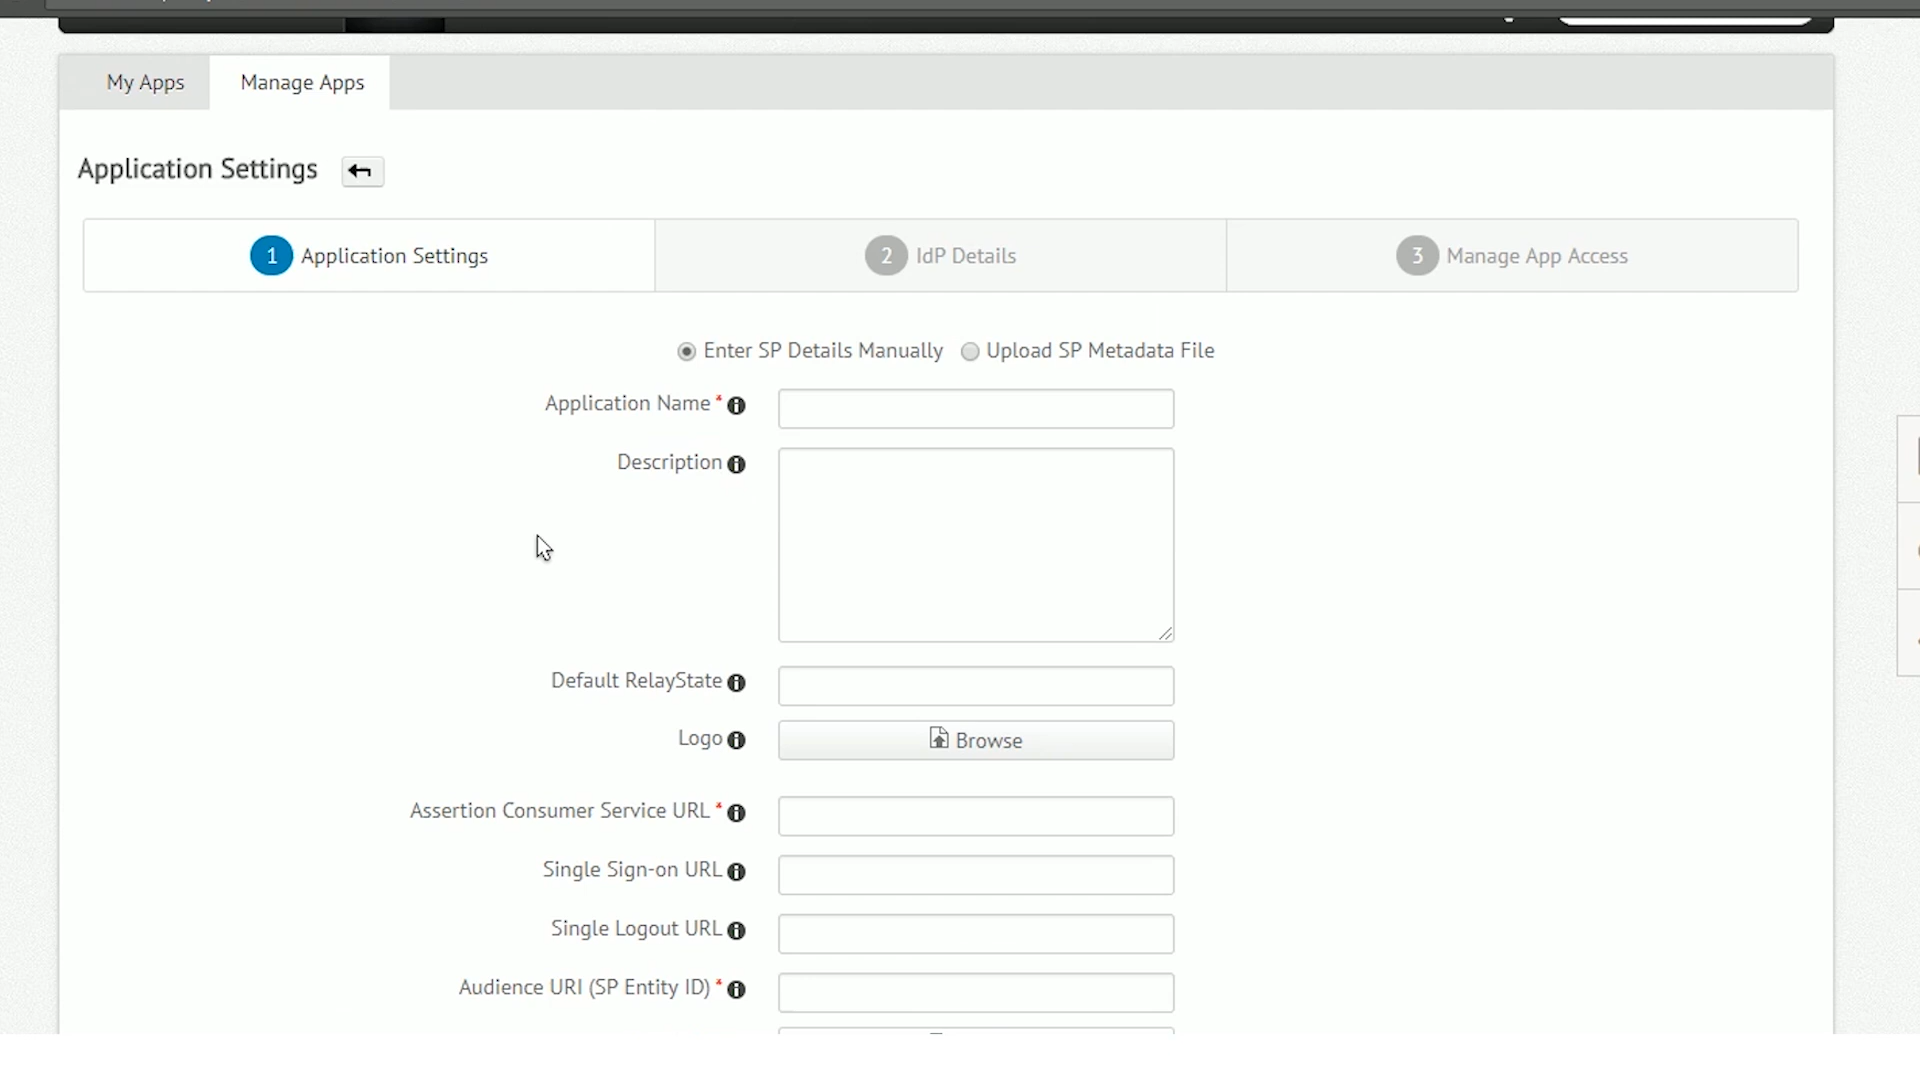 My Apps Manage Apps
Application Settings
1 Application Settings 2 IdP Details 3 Manage App Access
Enter SP Details Manually Upload SP Metadata File
Application Name *
Description
Default RelayState
Logo Browse
Assertion Consumer Service URL *
Single Sign-on URL
Single Logout URL
Audience URI (SP Entity ID) *